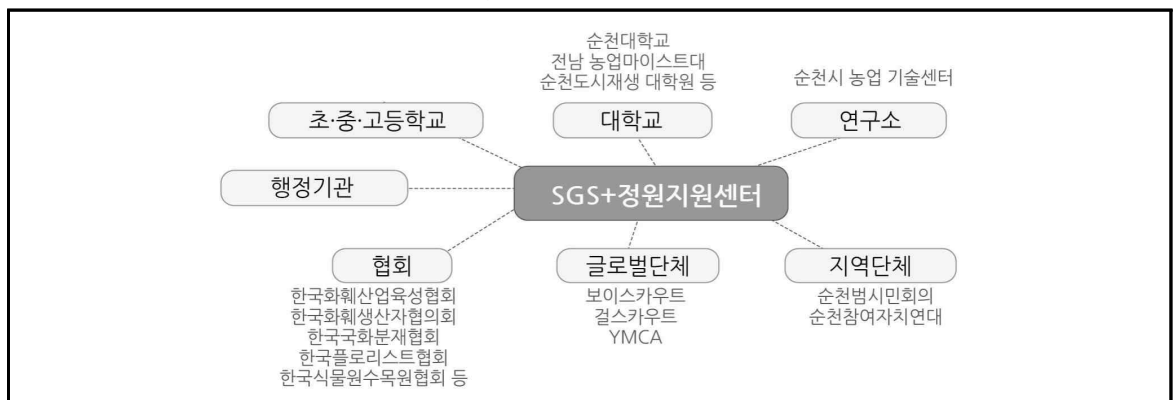 순천대학교
전남 농업마이스트대
순천도시재생 대학원 등
순천시 농업 기술센터
초·중·고등학교
대학교
연구소
행정기관
SGS+정원지원센터
협회
글로벌단체
지역단체
한국화훼산업육성협회
한국화훼생산자협의회
한국국화분재협회
한국플로리스트협회
한국식물원수목원협회 등
보이스카우트
걸스카우트
YMCA
순천범시민회의
순천참여자치연대